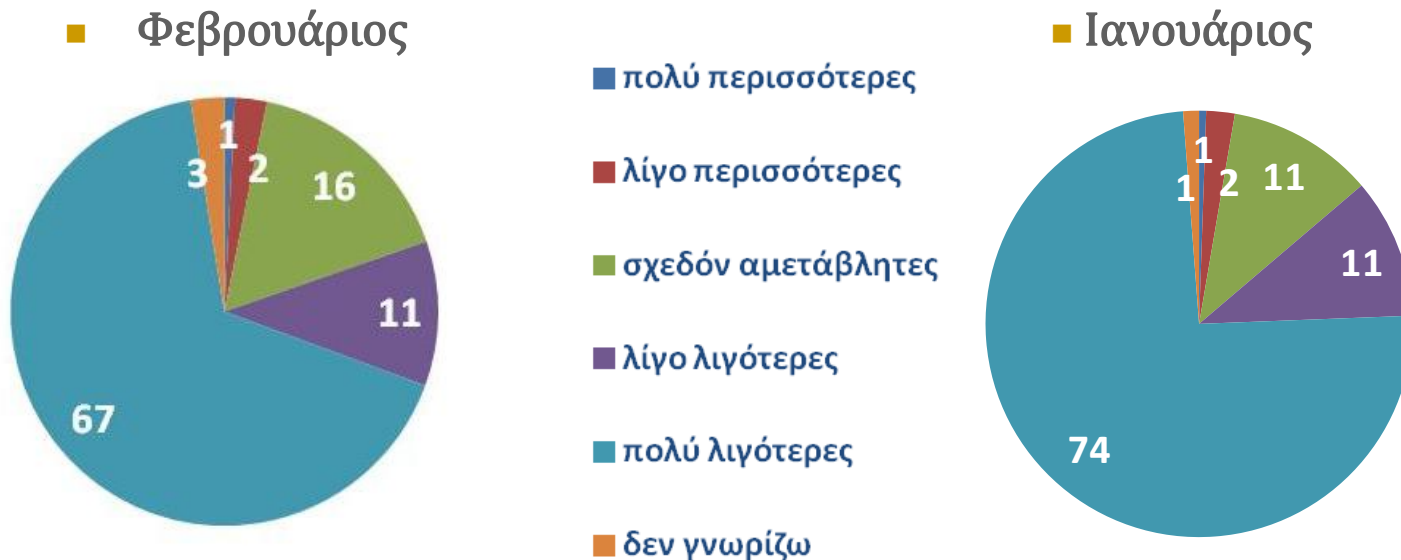 Φεβρουάριος
1
2
3
16
11
67
πολύ περισσότερες
λίγο περισσότερες
σχεδόν αμετάβλητες
λίγο λιγότερες
πολύ λιγότερες
δεν γνωρίζω
Ιανουάριος
1
1
2
11
11
74